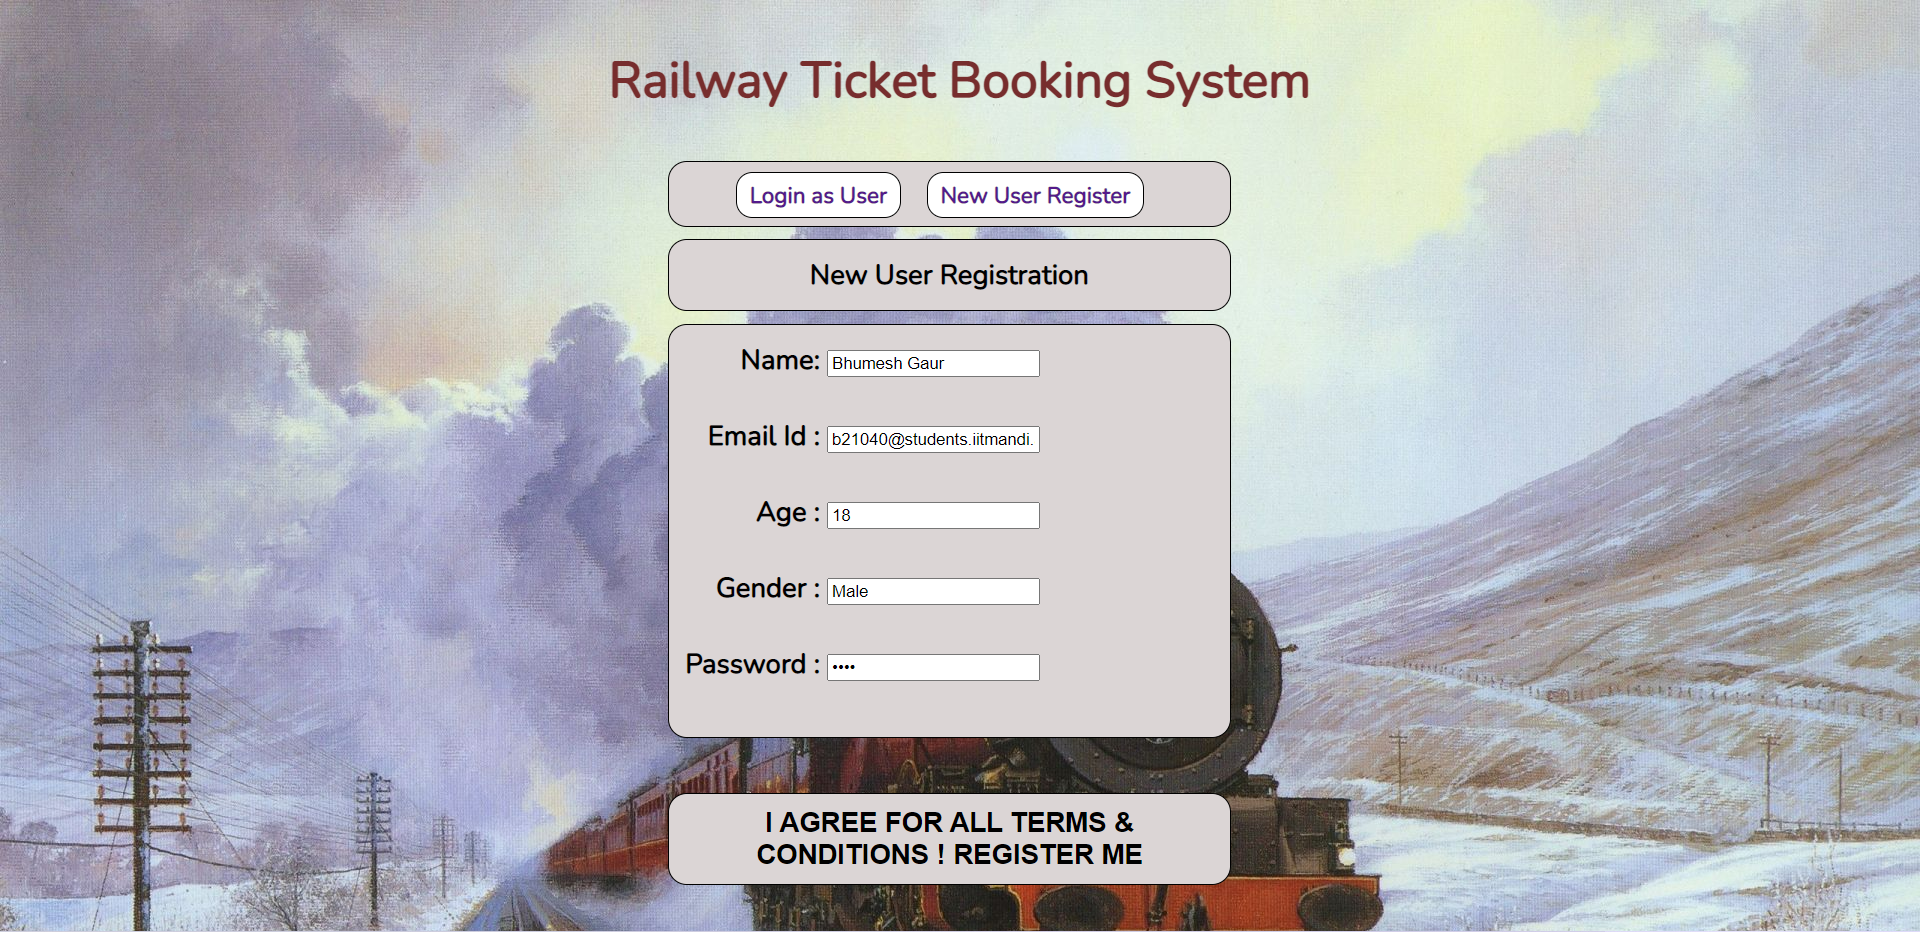 Railway Ticket Booking System
Login as User
New User Register
New User Registration
Name: Bhumesh Gaur
Email Id : b21040@students.iitmandi.
Age : 18
Gender : Male
Password : ••••
I AGREE FOR ALL TERMS &
CONDITIONS ! REGISTER ME